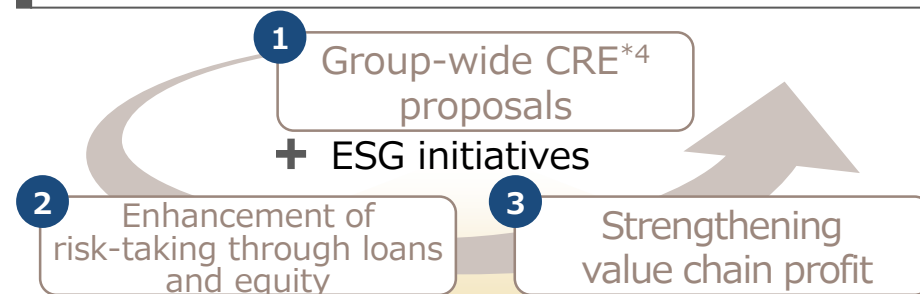 1
Group-wide CRE*4
proposals
+ ESG initiatives
2
Enhancement of
risk-taking through loans
and equity
3
Strengthening
value chain profit